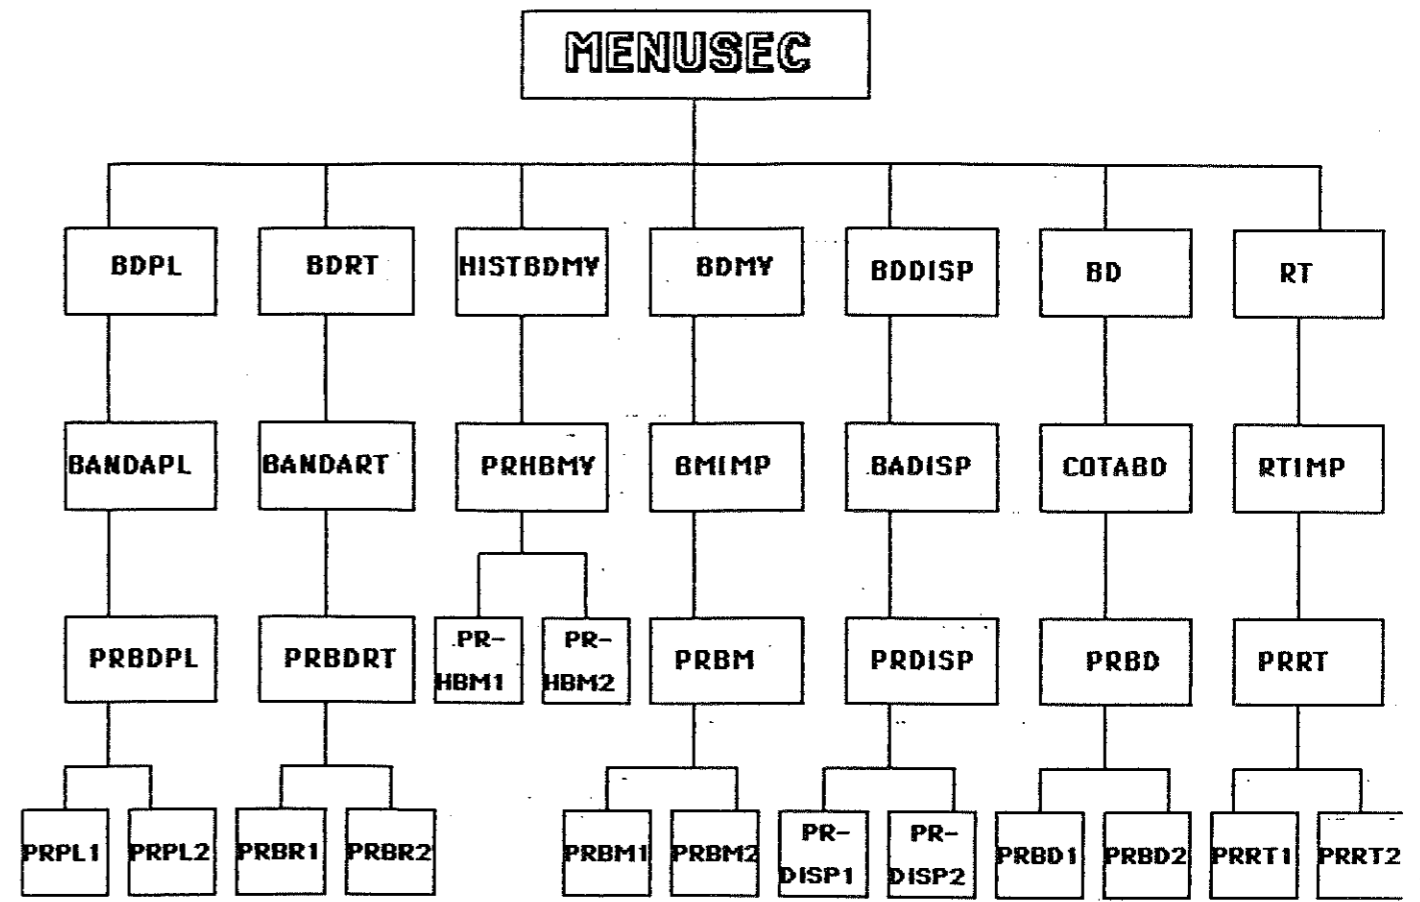 MENUSEC
BDPL
BDRT
HISTBDMY
BDMY
BDDISP
BD
RT
BANDAPL
BANDART
PRHBMY
BMIMP
BADISP
COTABD
RTIMP
PRBDPL
PRBDRT
PR-
HBM1
PR-
HBM2
PRBM
PRDISP
PRBD
PRRT
PRPL1
PRPL2
PRBR1
PRBR2
PRBM1
PRBM2
PR-
DISP1
PR-
DISP2
PRBD1
PRBD2
PRRT1
PRRT2